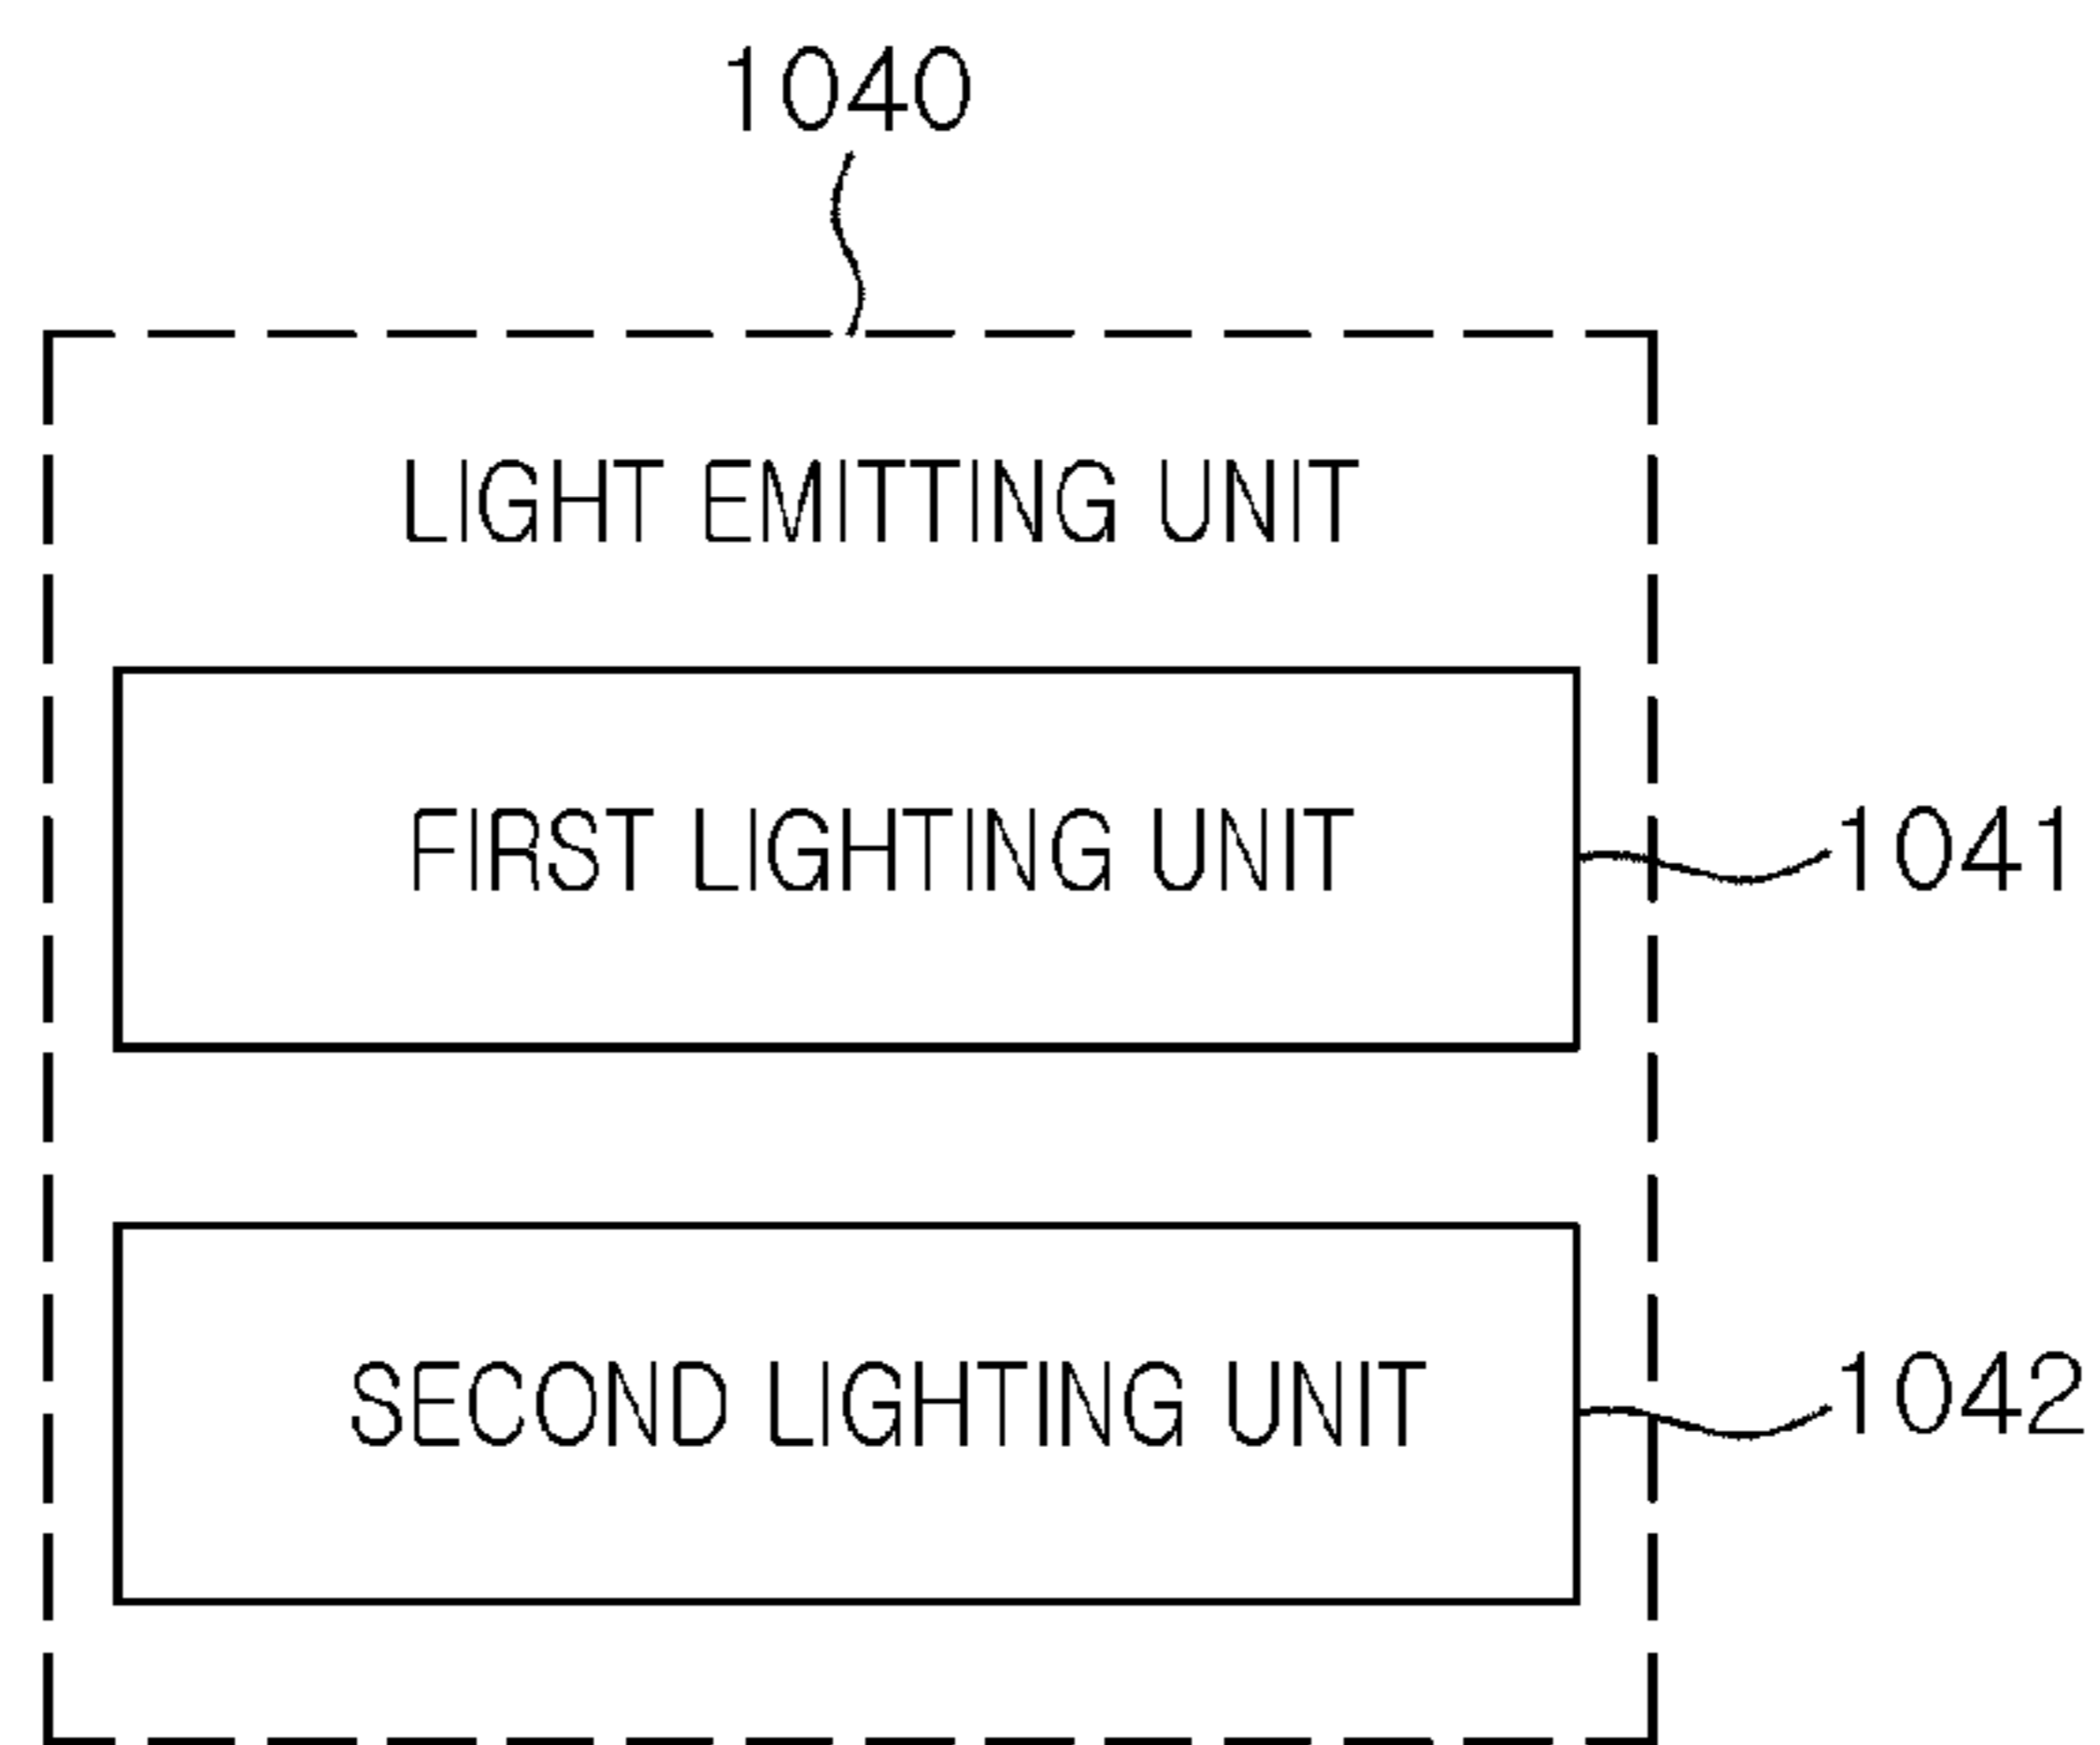 1040
LIGHT EMITTING UNIT
FIRST LIGHTING UNIT
1041
SECOND LIGHTING UNIT
1042